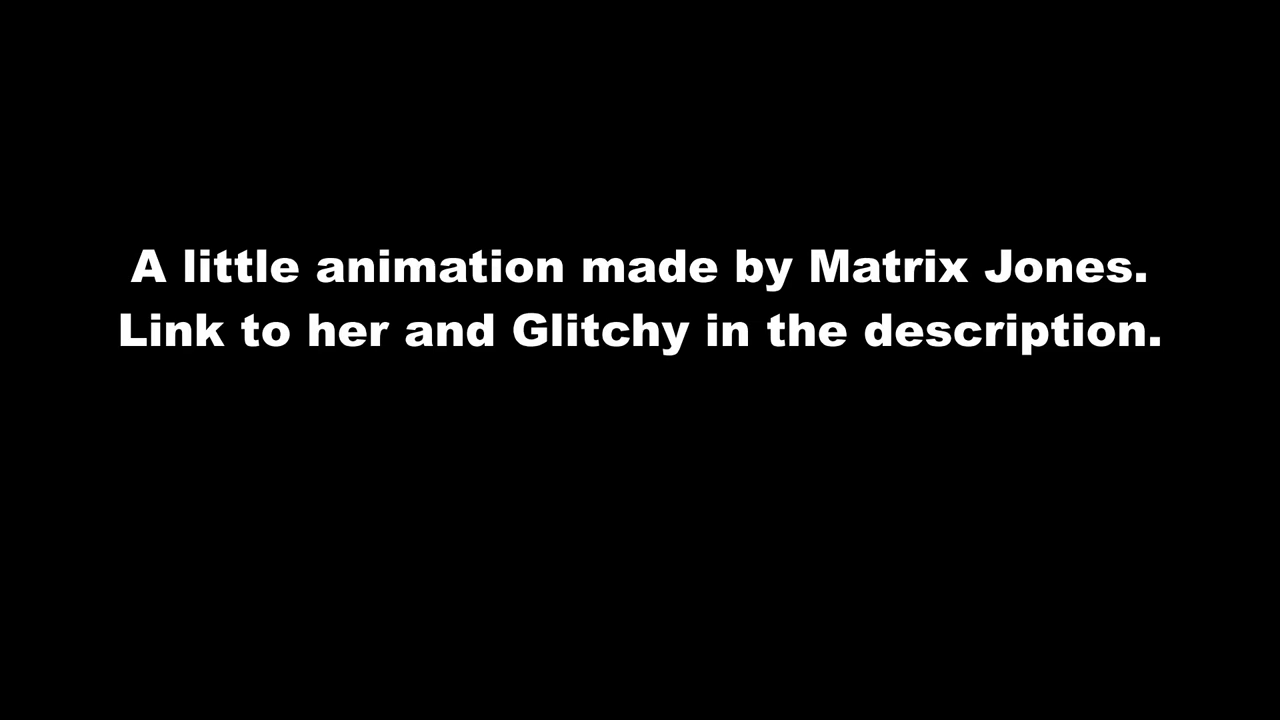 A little animation made by Matrix Jones.
Link to her and Glitchy in the description.